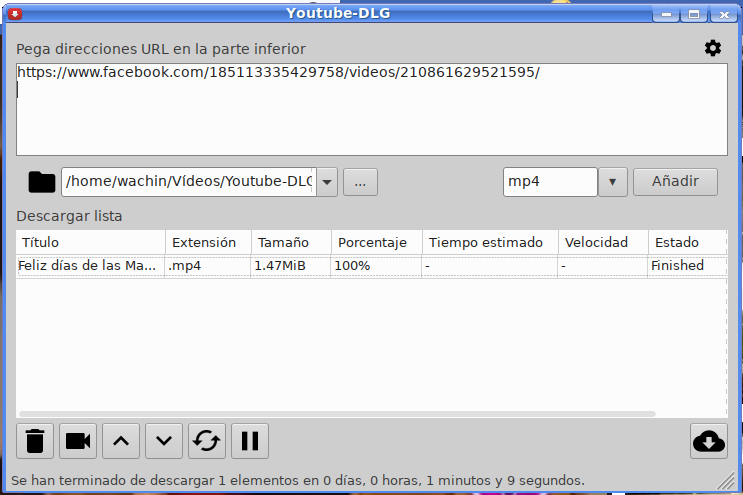 Youtube-DLG
Pega direcciones URL en la parte inferior
https://www.facebook.com/185113335429758/videos/210861629521595/
/home/wachin/Vídeos/Youtube-DLG
...
mp4
Añadir
Descargar lista
Título Extensión Tamaño Porcentaje Tiempo estimado Velocidad Estado
Feliz días de las Ma... .mp4 1.47MiB 100% - - Finished
Se han terminado de descargar 1 elementos en 0 días, 0 horas, 1 minutos y 9 segundos.